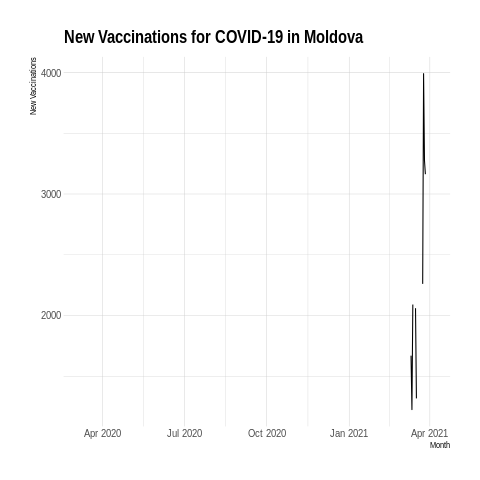 New Vaccinations for COVID-19 in Moldova
New Vaccinations
4000
3000
2000
Apr 2020
Jul 2020
Oct 2020
Jan 2021
Apr 2021
Month